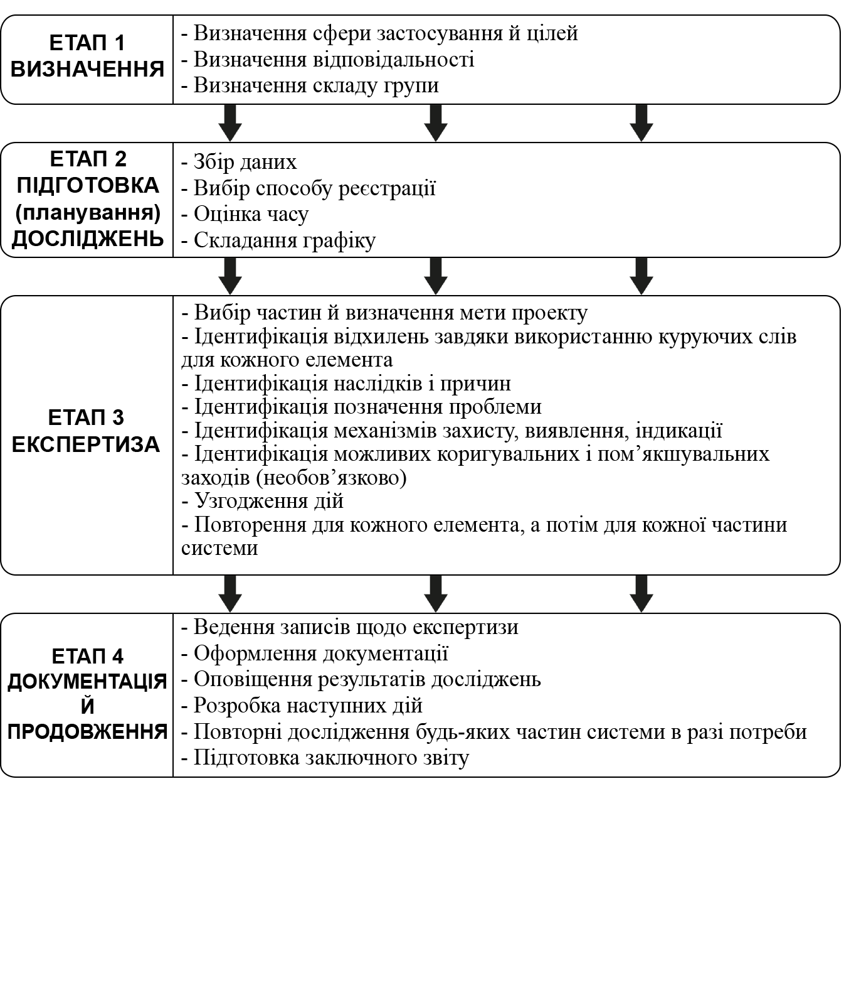 ЕТАП 1
ВИЗНАЧЕННЯ
- Визначення сфери застосування й цілей
- Визначення відповідальності
- Визначення складу групи
ЕТАП 2
ПІДГОТОВКА
(планування)
ДОСЛІДЖЕНЬ
- Збір даних
- Вибір способу реєстрації
- Оцінка часу
- Складання графіку
ЕТАП 3
ЕКСПЕРТИЗА
- Вибір частин й визначення мети проекту
- Ідентифікація відхилень завдяки використанню куруючих слів
для кожного елемента
- Ідентифікація наслідків і причин
- Ідентифікація позначення проблеми
- Ідентифікація механізмів захисту, виявлення, індикації
- Ідентифікація можливих коригувальних і пом’якшувальних
заходів (необов’язково)
- Узгодження дій
- Повторення для кожного елемента, а потім для кожної частини
системи
ЕТАП 4
ДОКУМЕНТАЦІЯ
Й
ПРОДОВЖЕННЯ
- Ведення записів щодо експертизи
- Оформлення документації
- Оповіщення результатів досліджень
- Розробка наступних дій
- Повторні дослідження будь-яких частин системи в разі потреби
- Підготовка заключного звіту